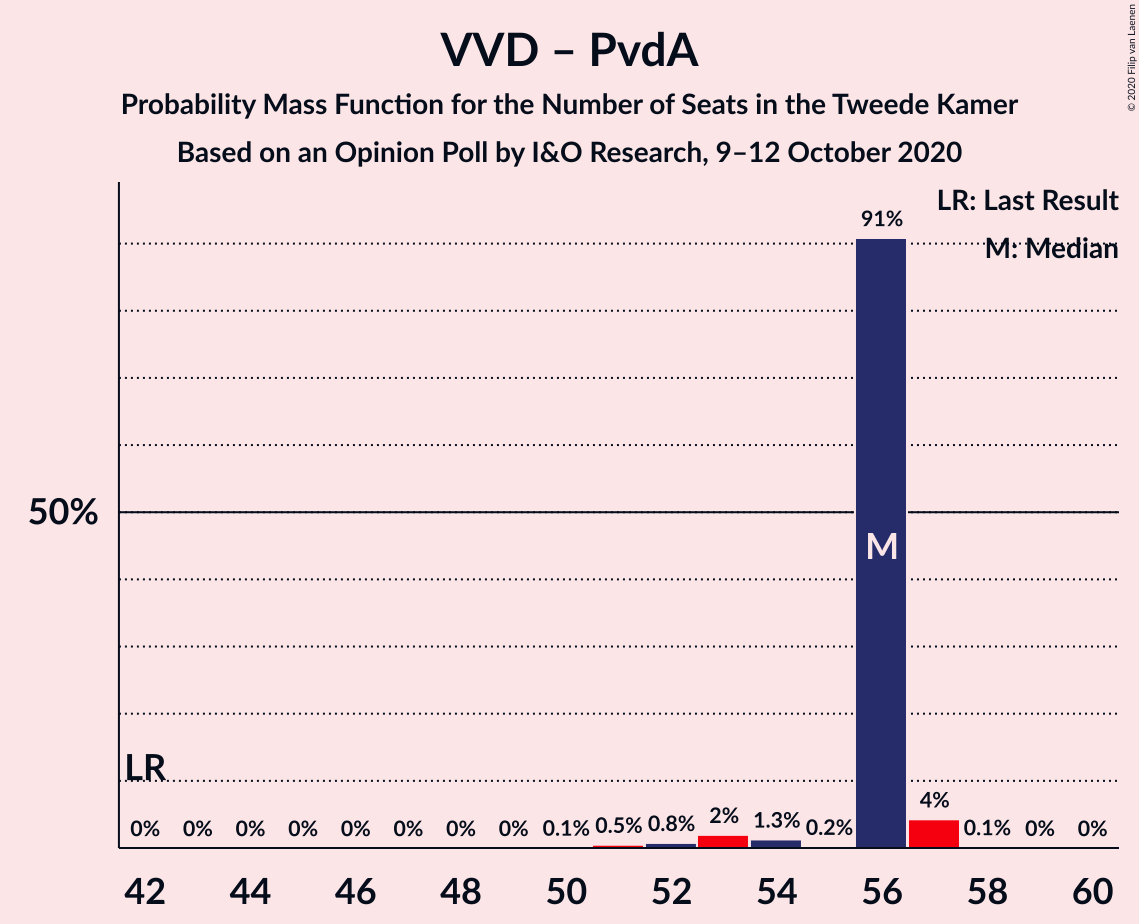 VVD – PvdA
Probability Mass Function for the Number of Seats in the Tweede Kamer
Based on an Opinion Poll by I&O Research, 9–12 October 2020
© 2020 Filip van Laenen
LR: Last Result
M: Median
91%
50%
M
LR
0% 0% 0% 0% 0% 0% 0% 0% 0.1% 0.5% 0.8% 2% 1.3% 0.2% 4% 0.1% 0% 0%
42 44 46 48 50 52 54 56 58 60